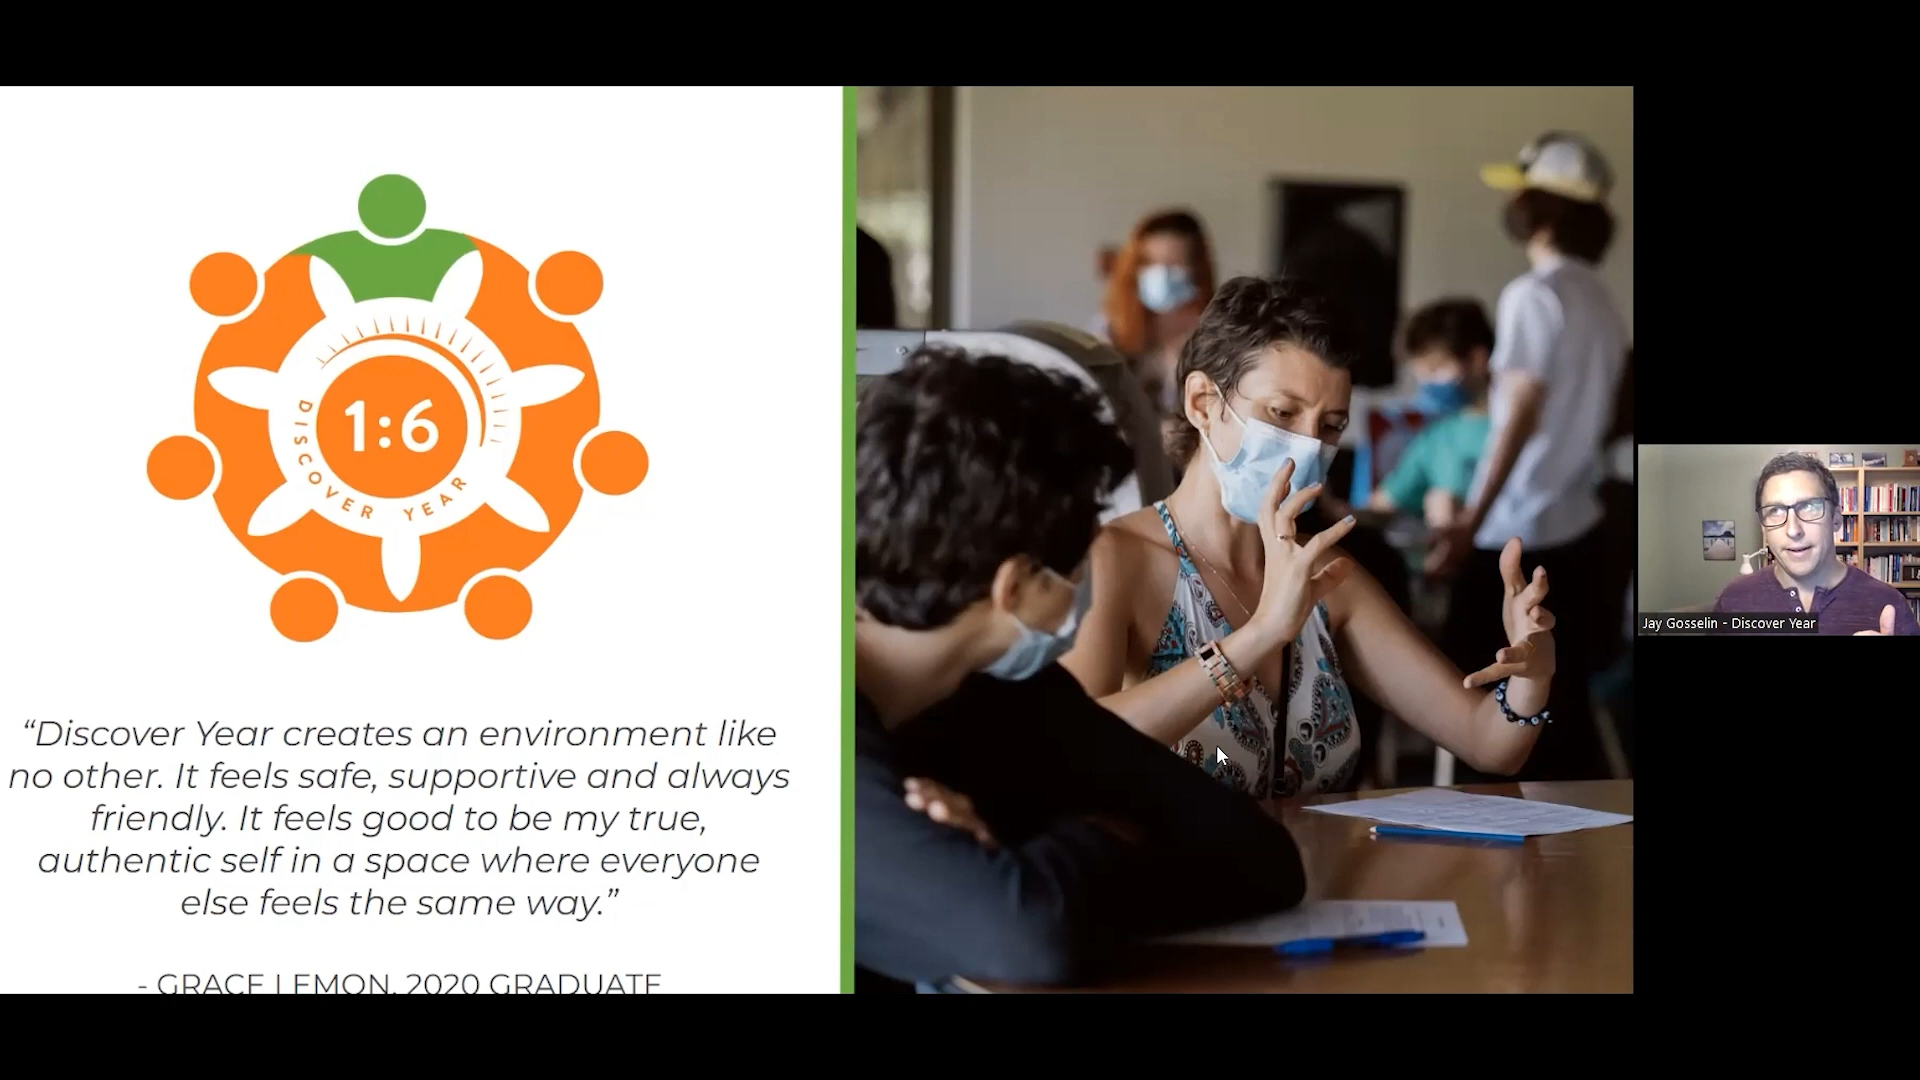 1:6
DISCOVER YEAR
“Discover Year creates an environment like
no other. It feels safe, supportive and always
friendly. It feels good to be my true,
authentic self in a space where everyone
else feels the same way.”
- GRACE LEMON, 2020 GRADUATE
Jay Gosselin - Discover Year